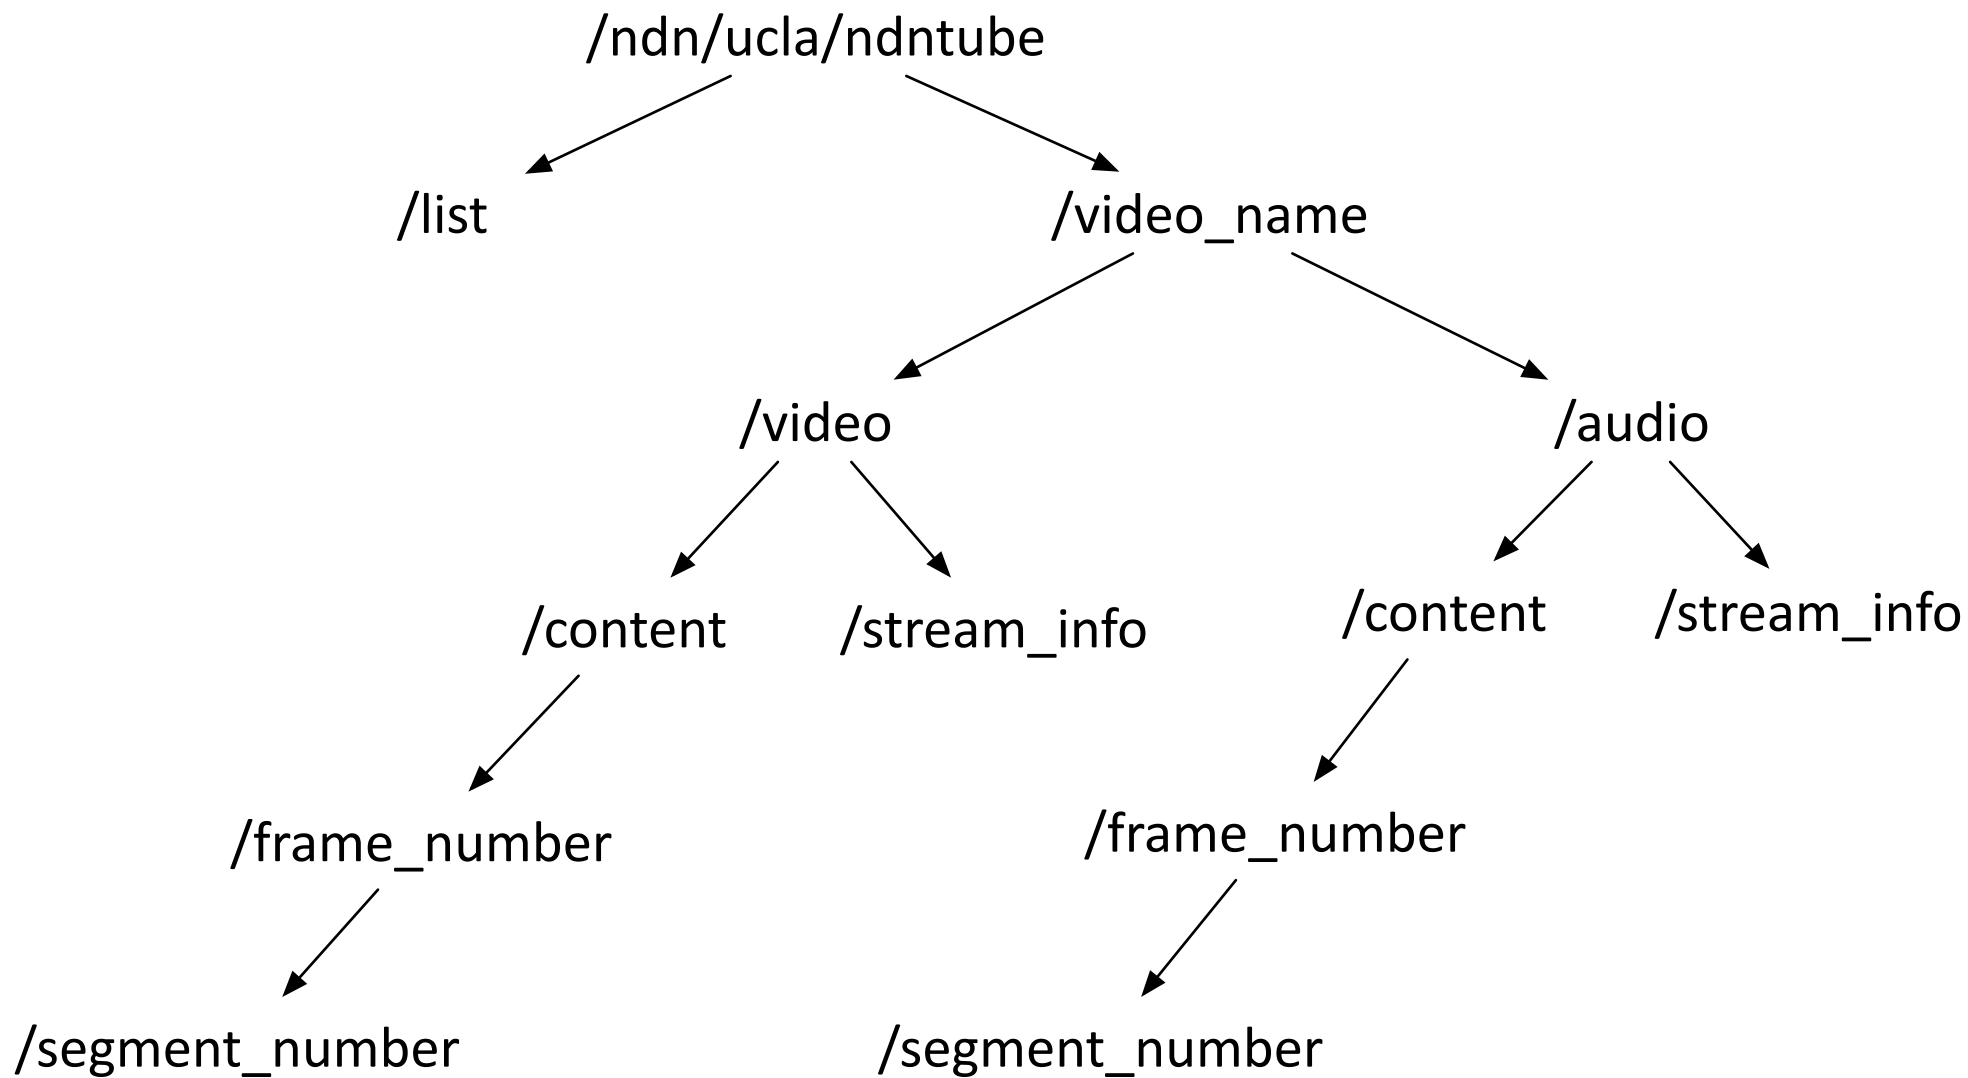 /ndn/ucla/ndntube
/list
/video_name
/video
/audio
/content
/stream_info
/content
/stream_info
/frame_number
/frame_number
/segment_number
/segment_number